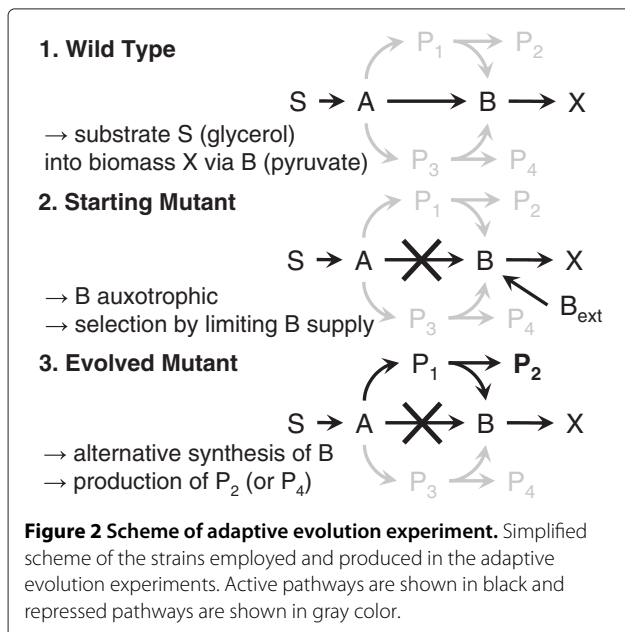 1. Wild Type
P1 P2
S A B X
→ substrate S (glycerol)
into biomass X via B (pyruvate)
P3 P4
2. Starting Mutant
P1 P2
S A B X
→ B auxotrophic
→ selection by limiting B supply
Bext
P3 P4
3. Evolved Mutant
P1 P2
S A B X
→ alternative synthesis of B
→ production of P2 (or P4)
P3 P4
Figure 2 Scheme of adaptive evolution experiment. Simplified
scheme of the strains employed and produced in the adaptive
evolution experiments. Active pathways are shown in black and
repressed pathways are shown in gray color.